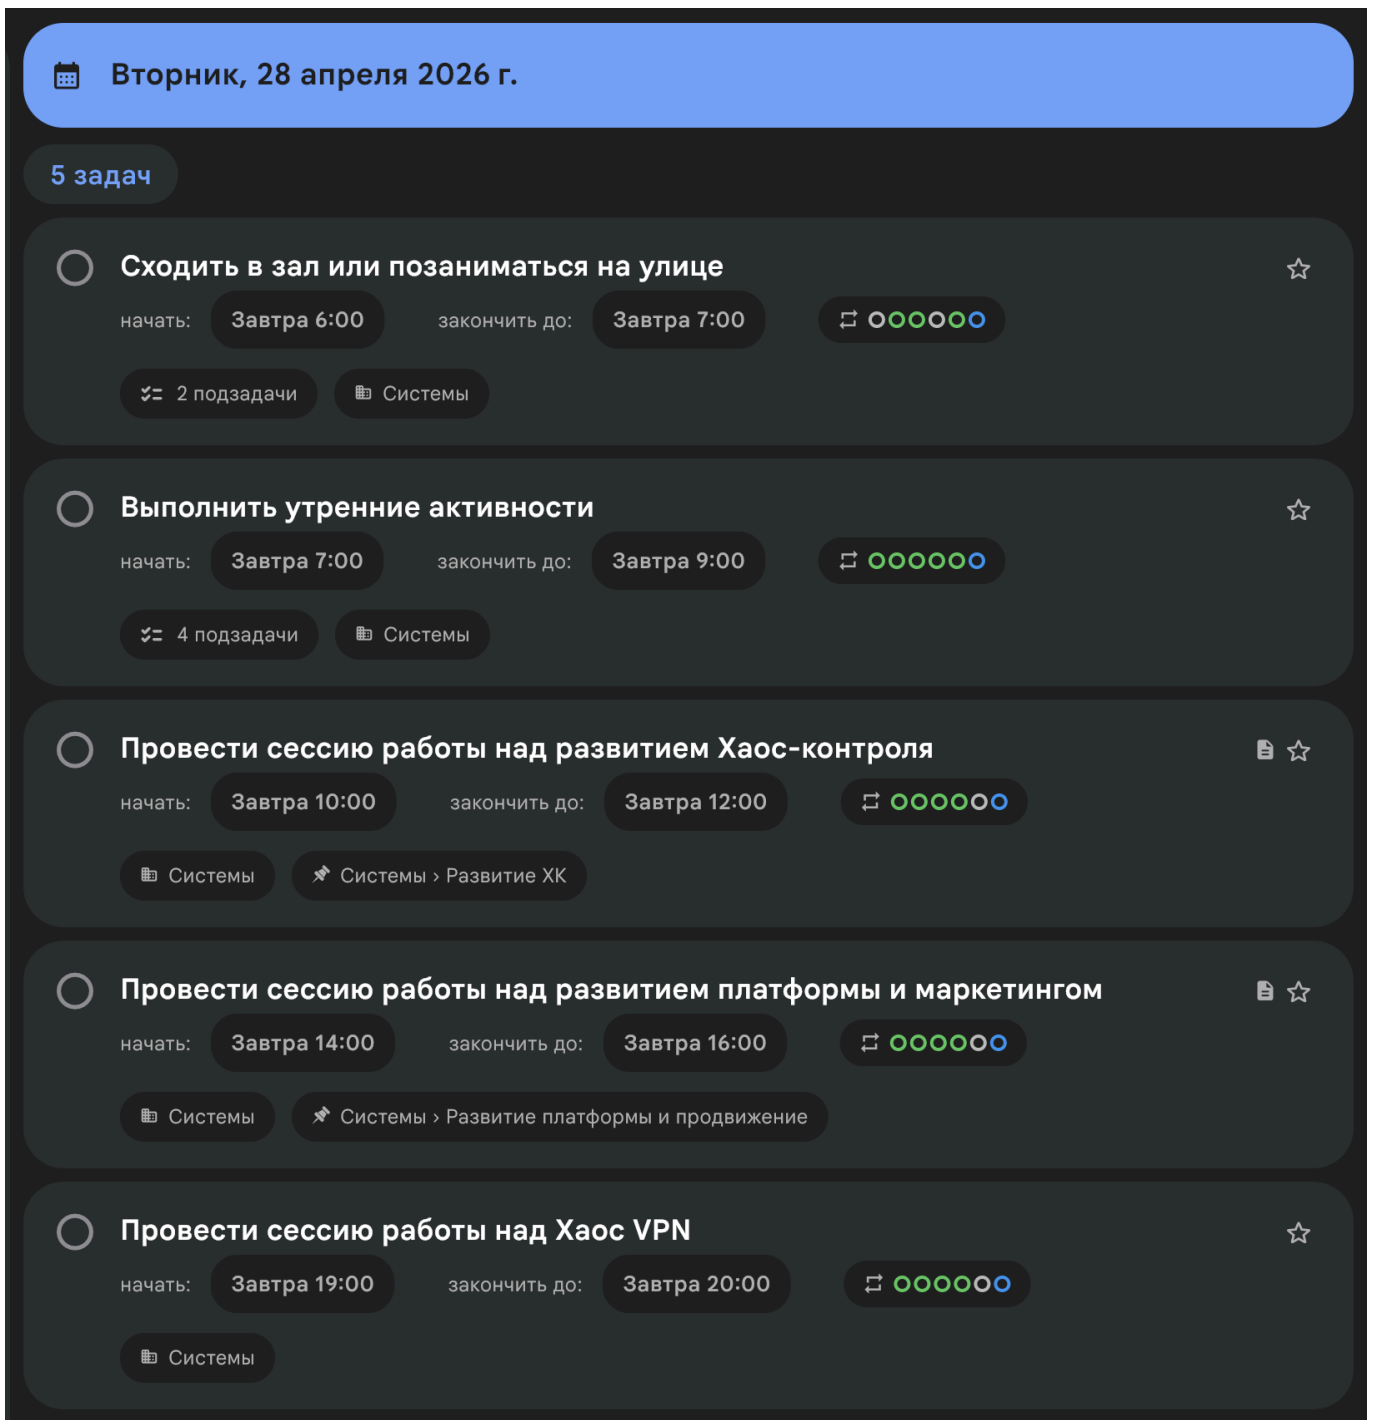 Вторник, 28 апреля 2026 г.
5 задач
Сходить в зал или позаниматься на улице
начать: Завтра 6:00 закончить до: Завтра 7:00
2 подзадачи Системы
Выполнить утренние активности
начать: Завтра 7:00 закончить до: Завтра 9:00
4 подзадачи Системы
Провести сессию работы над развитием Хаос-контроля
начать: Завтра 10:00 закончить до: Завтра 12:00
Системы Системы › Развитие ХК
Провести сессию работы над развитием платформы и маркетингом
начать: Завтра 14:00 закончить до: Завтра 16:00
Системы Системы › Развитие платформы и продвижение
Провести сессию работы над Хаос VPN
начать: Завтра 19:00 закончить до: Завтра 20:00
Системы